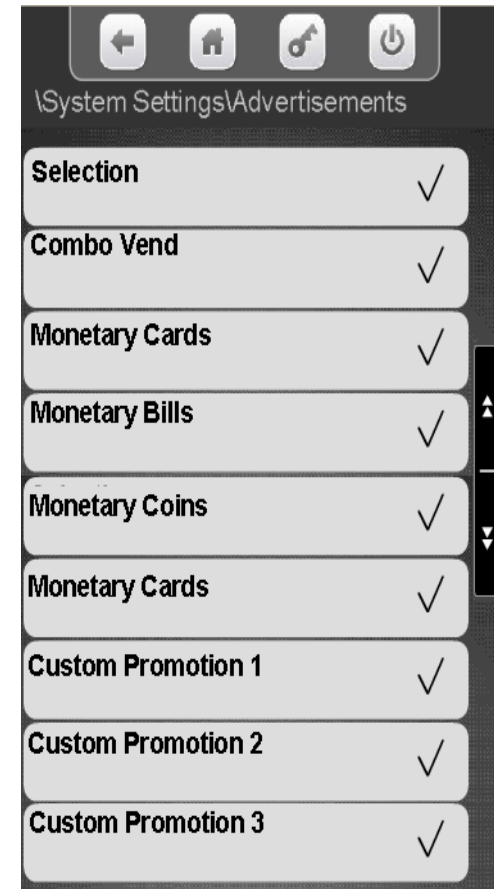 \System Settings\Advertisements
Selection
Combo Vend
Monetary Cards
Monetary Bills
Monetary Coins
Monetary Cards
Custom Promotion 1
Custom Promotion 2
Custom Promotion 3